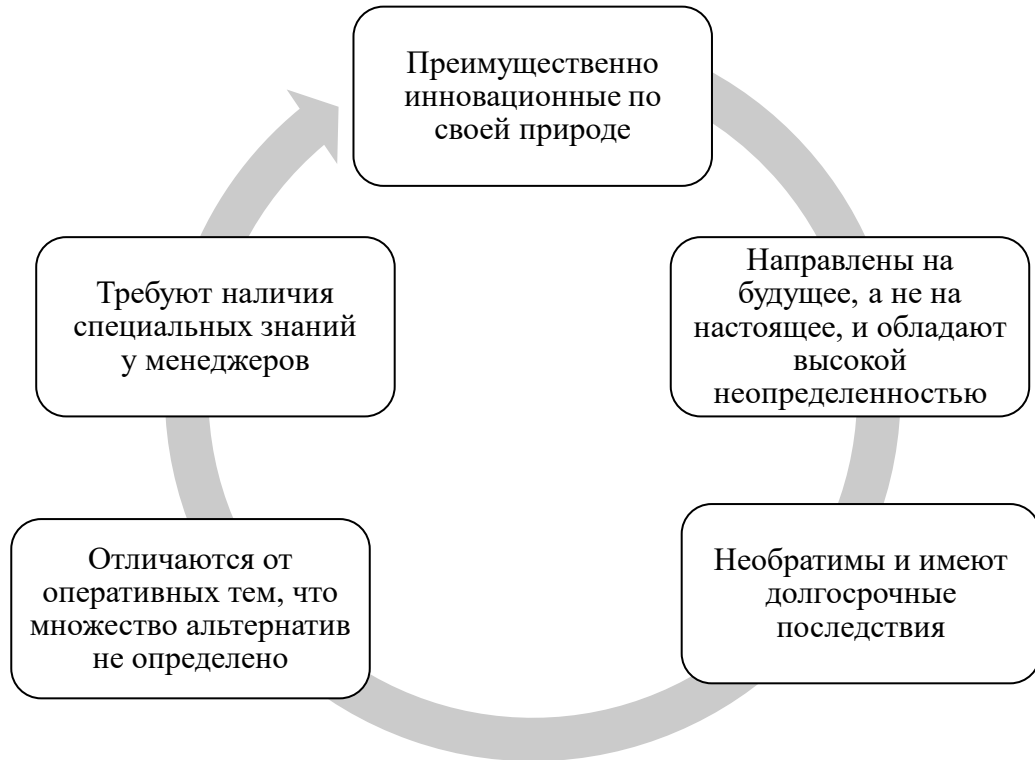 Преимущественно
инновационные по
своей природе
Направлены на
будущее, а не на
настоящее, и обладают
высокой
неопределенностью
Необратимы и имеют
долгосрочные
последствия
Отличаются от
оперативных тем, что
множество альтернатив
не определено
Требуют наличия
специальных знаний
у менеджеров